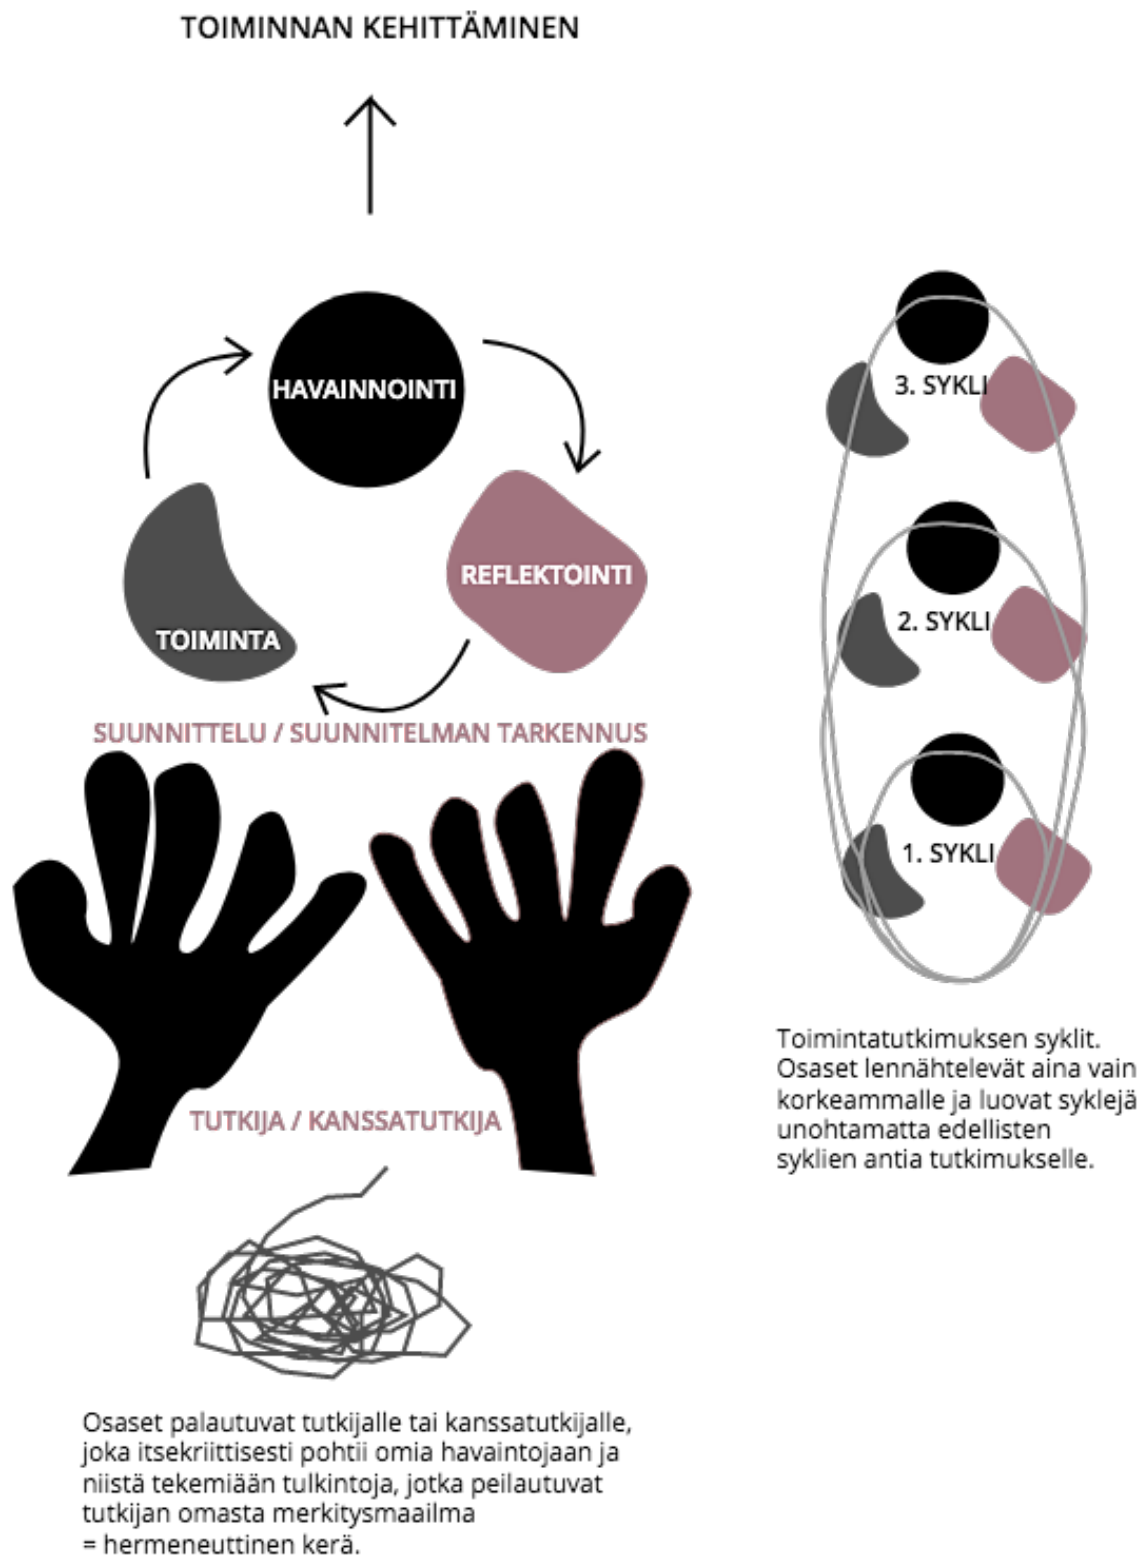 TOIMINNAN KEHITTÄMINEN
HAVAINNOINTI
REFLEKTOINTI
TOIMINTA
SUUNNITTELU / SUUNNITELMAN TARKENNUS
TUTKIJA / KANSSATUTKIJA
Osaset palautuvat tutkijalle tai kanssatutkijalle,
joka itsekriittisesti pohtii omia havaintojaan ja
niistä tekemiään tulkintoja, jotka peilautuvat
tutkijan omasta merkitysmaailma
= hermeneuttinen kerä.
3. SYKLI
2. SYKLI
1. SYKLI
Toimintatutkimuksen syklit.
Osaset lennähtelevät aina vain
korkeammalle ja luovat syklejä
unohtamatta edellisten
syklien antia tutkimukselle.